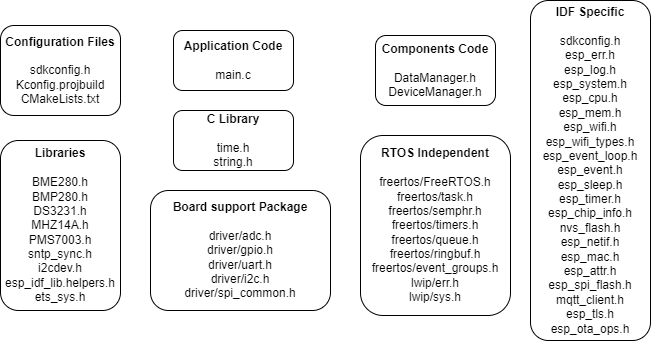 Configuration Files
sdkconfig.h
Kconfig.projbuild
CMakeLists.txt
Application Code
main.c
Components Code
DataManager.h
DeviceManager.h
IDF Specific
sdkconfig.h
esp_err.h
esp_log.h
esp_system.h
esp_cpu.h
esp_mem.h
esp_wifi.h
esp_wifi_types.h
esp_event_loop.h
esp_event.h
esp_sleep.h
esp_timer.h
esp_chip_info.h
nvs_flash.h
esp_netif.h
esp_mac.h
esp_attr.h
esp_spi_flash.h
mqtt_client.h
esp_tls.h
esp_ota_ops.h
C Library
time.h
string.h
Libraries
BME280.h
BMP280.h
DS3231.h
MHZ14A.h
PMS7003.h
sntp_sync.h
i2cdev.h
esp_idf_lib.helpers.h
ets_sys.h
Board support Package
driver/adc.h
driver/gpio.h
driver/uart.h
driver/i2c.h
driver/spi_common.h
RTOS Independent
freertos/FreeRTOS.h
freertos/task.h
freertos/semphr.h
freertos/timers.h
freertos/queue.h
freertos/ringbuf.h
freertos/event_groups.h
lwip/err.h
lwip/sys.h